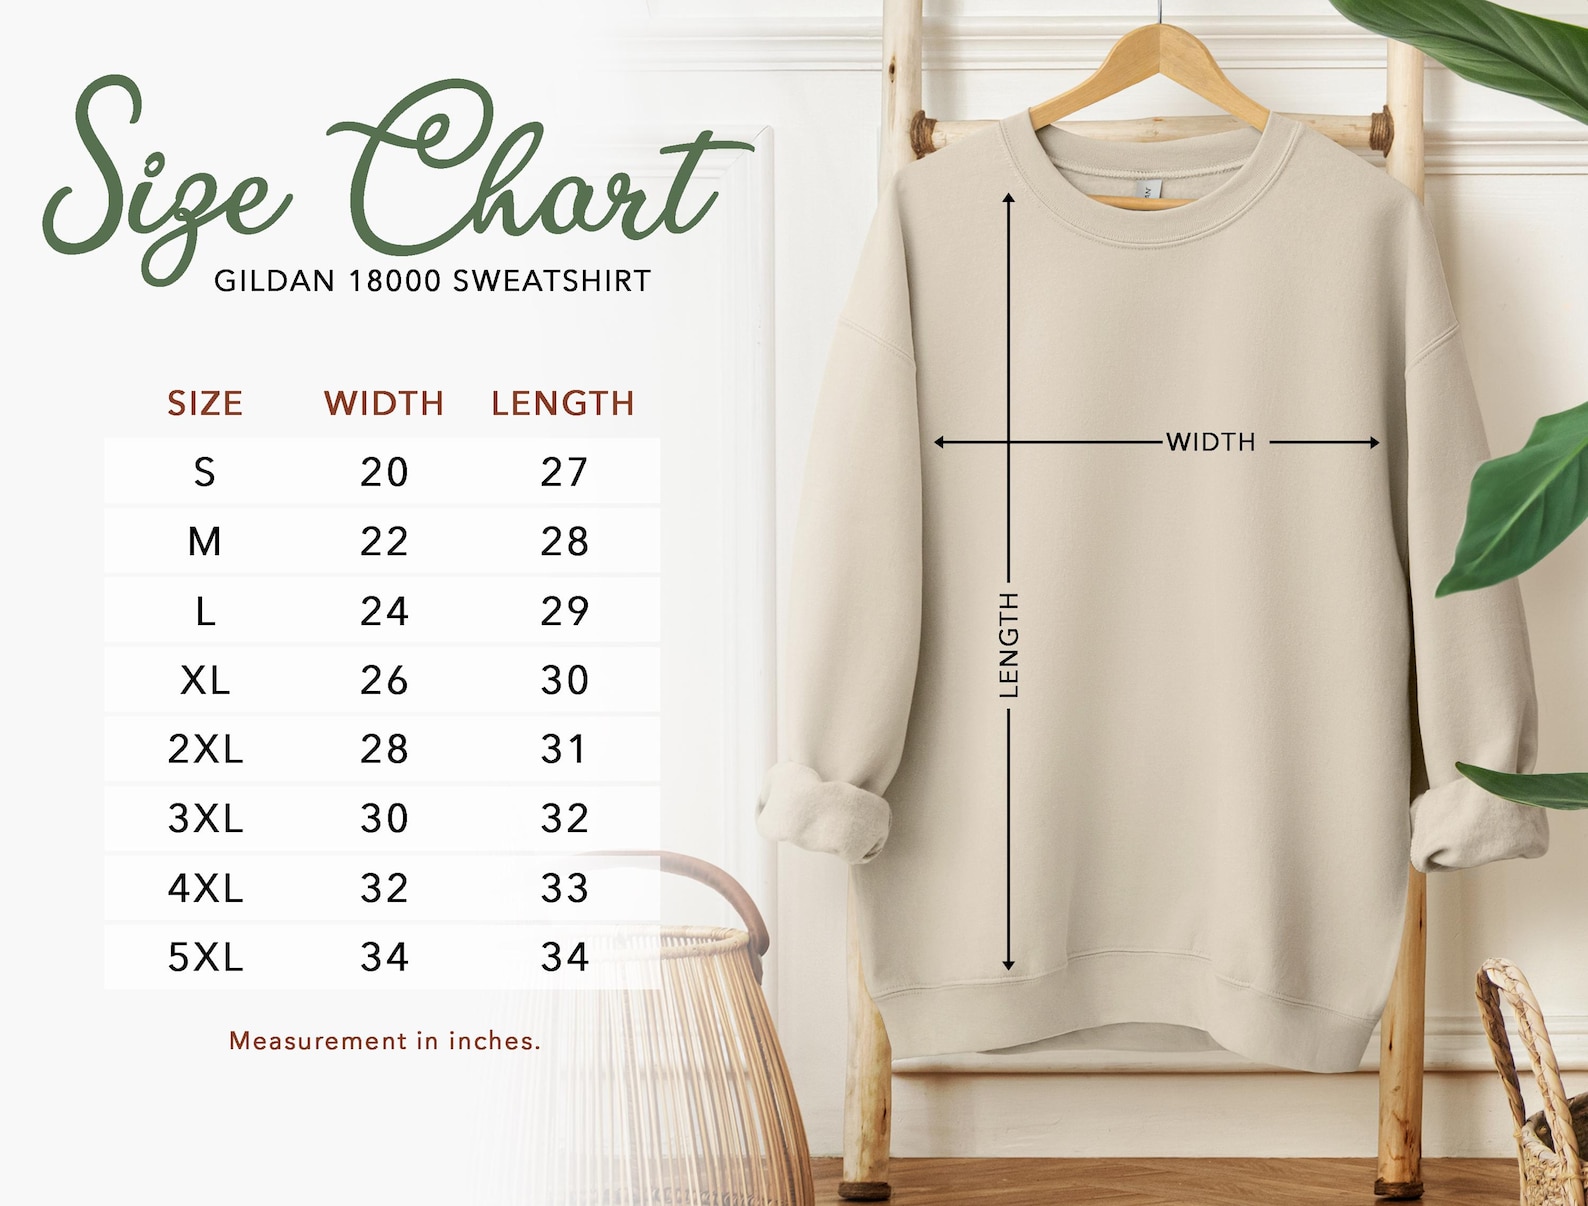 Size Chart
GILDAN 18000 SWEATSHIRT
SIZE WIDTH LENGTH
S 20 27
M 22 28
L 24 29
XL 26 30
2XL 28 31
3XL 30 32
4XL 32 33
5XL 34 34
Measurement in inches.
WIDTH
LENGTH